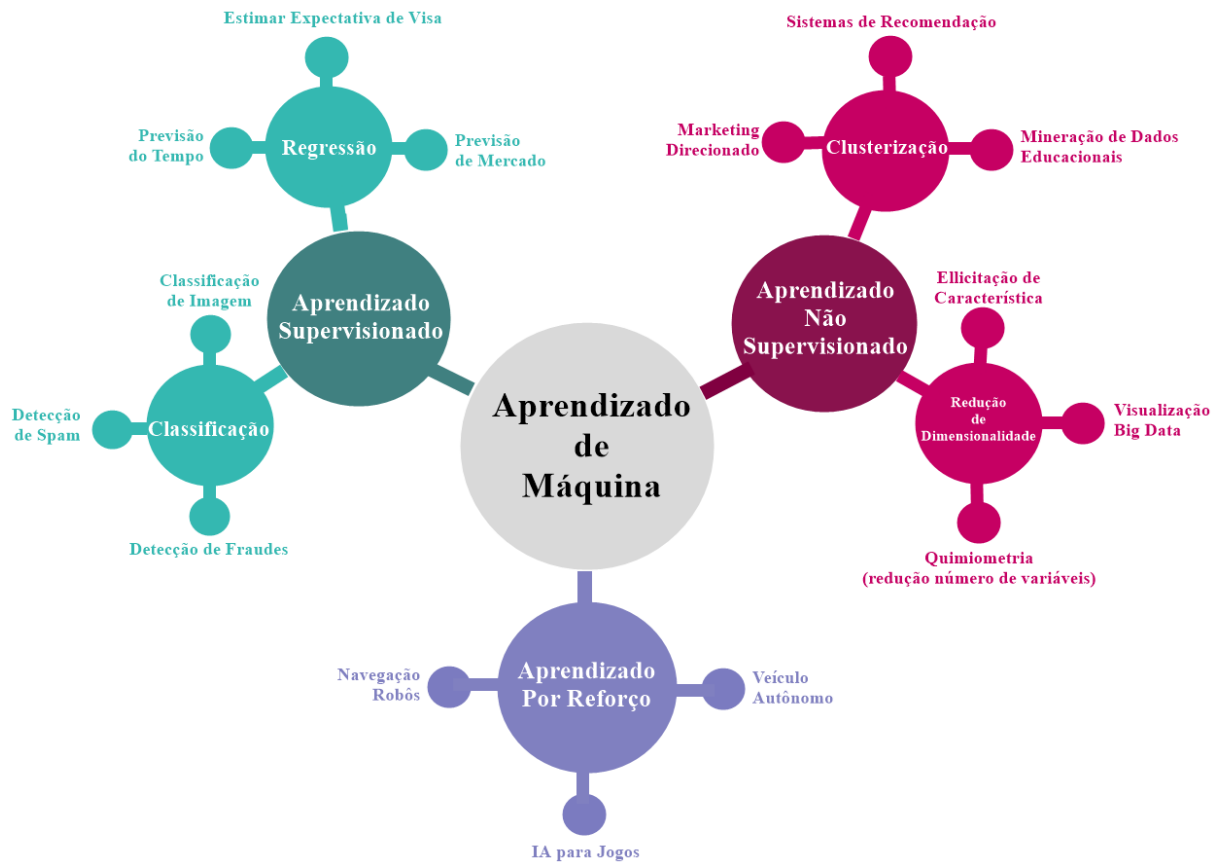 Estimar Expectativa de Visa
Previsão
do Tempo
Regressão
Previsão
de Mercado
Sistemas de Recomendação
Marketing
Direcionado
Clusterização
Mineração de Dados
Educacionais
Classificação
de Imagem
Aprendizado
Supervisionado
Detecção
de Spam
Classificação
Detecção de Fraudes
Aprendizado
de
Máquina
Aprendizado
Não
Supervisionado
Ellicitação de
Característica
Redução
de
Dimensionalidade
Visualização
Big Data
Quimiometria
(redução número de variáveis)
Navegação
Robôs
Aprendizado
Por Reforço
Veículo
Autônomo
IA para Jogos